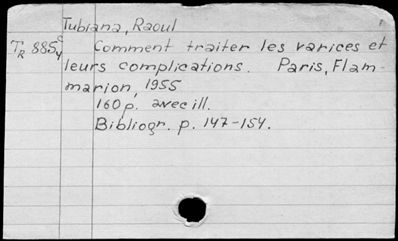 Tubiana, Raoul
TR 885 c4 Comment traiter les varices et
leurs complications. Paris, Flam-
marion, 1955
160 p. avec ill.
Bibliogr. p. 147-154.